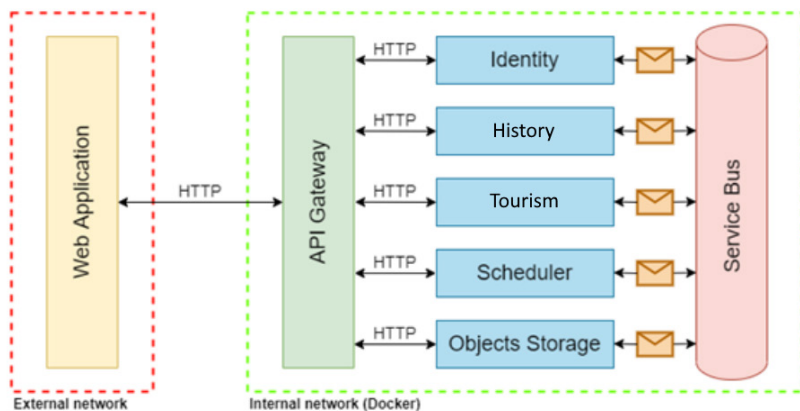 Web Application
HTTP
API Gateway
HTTP
Identity
HTTP
History
HTTP
Tourism
HTTP
Scheduler
HTTP
Objects Storage
Service Bus
External network
Internal network (Docker)